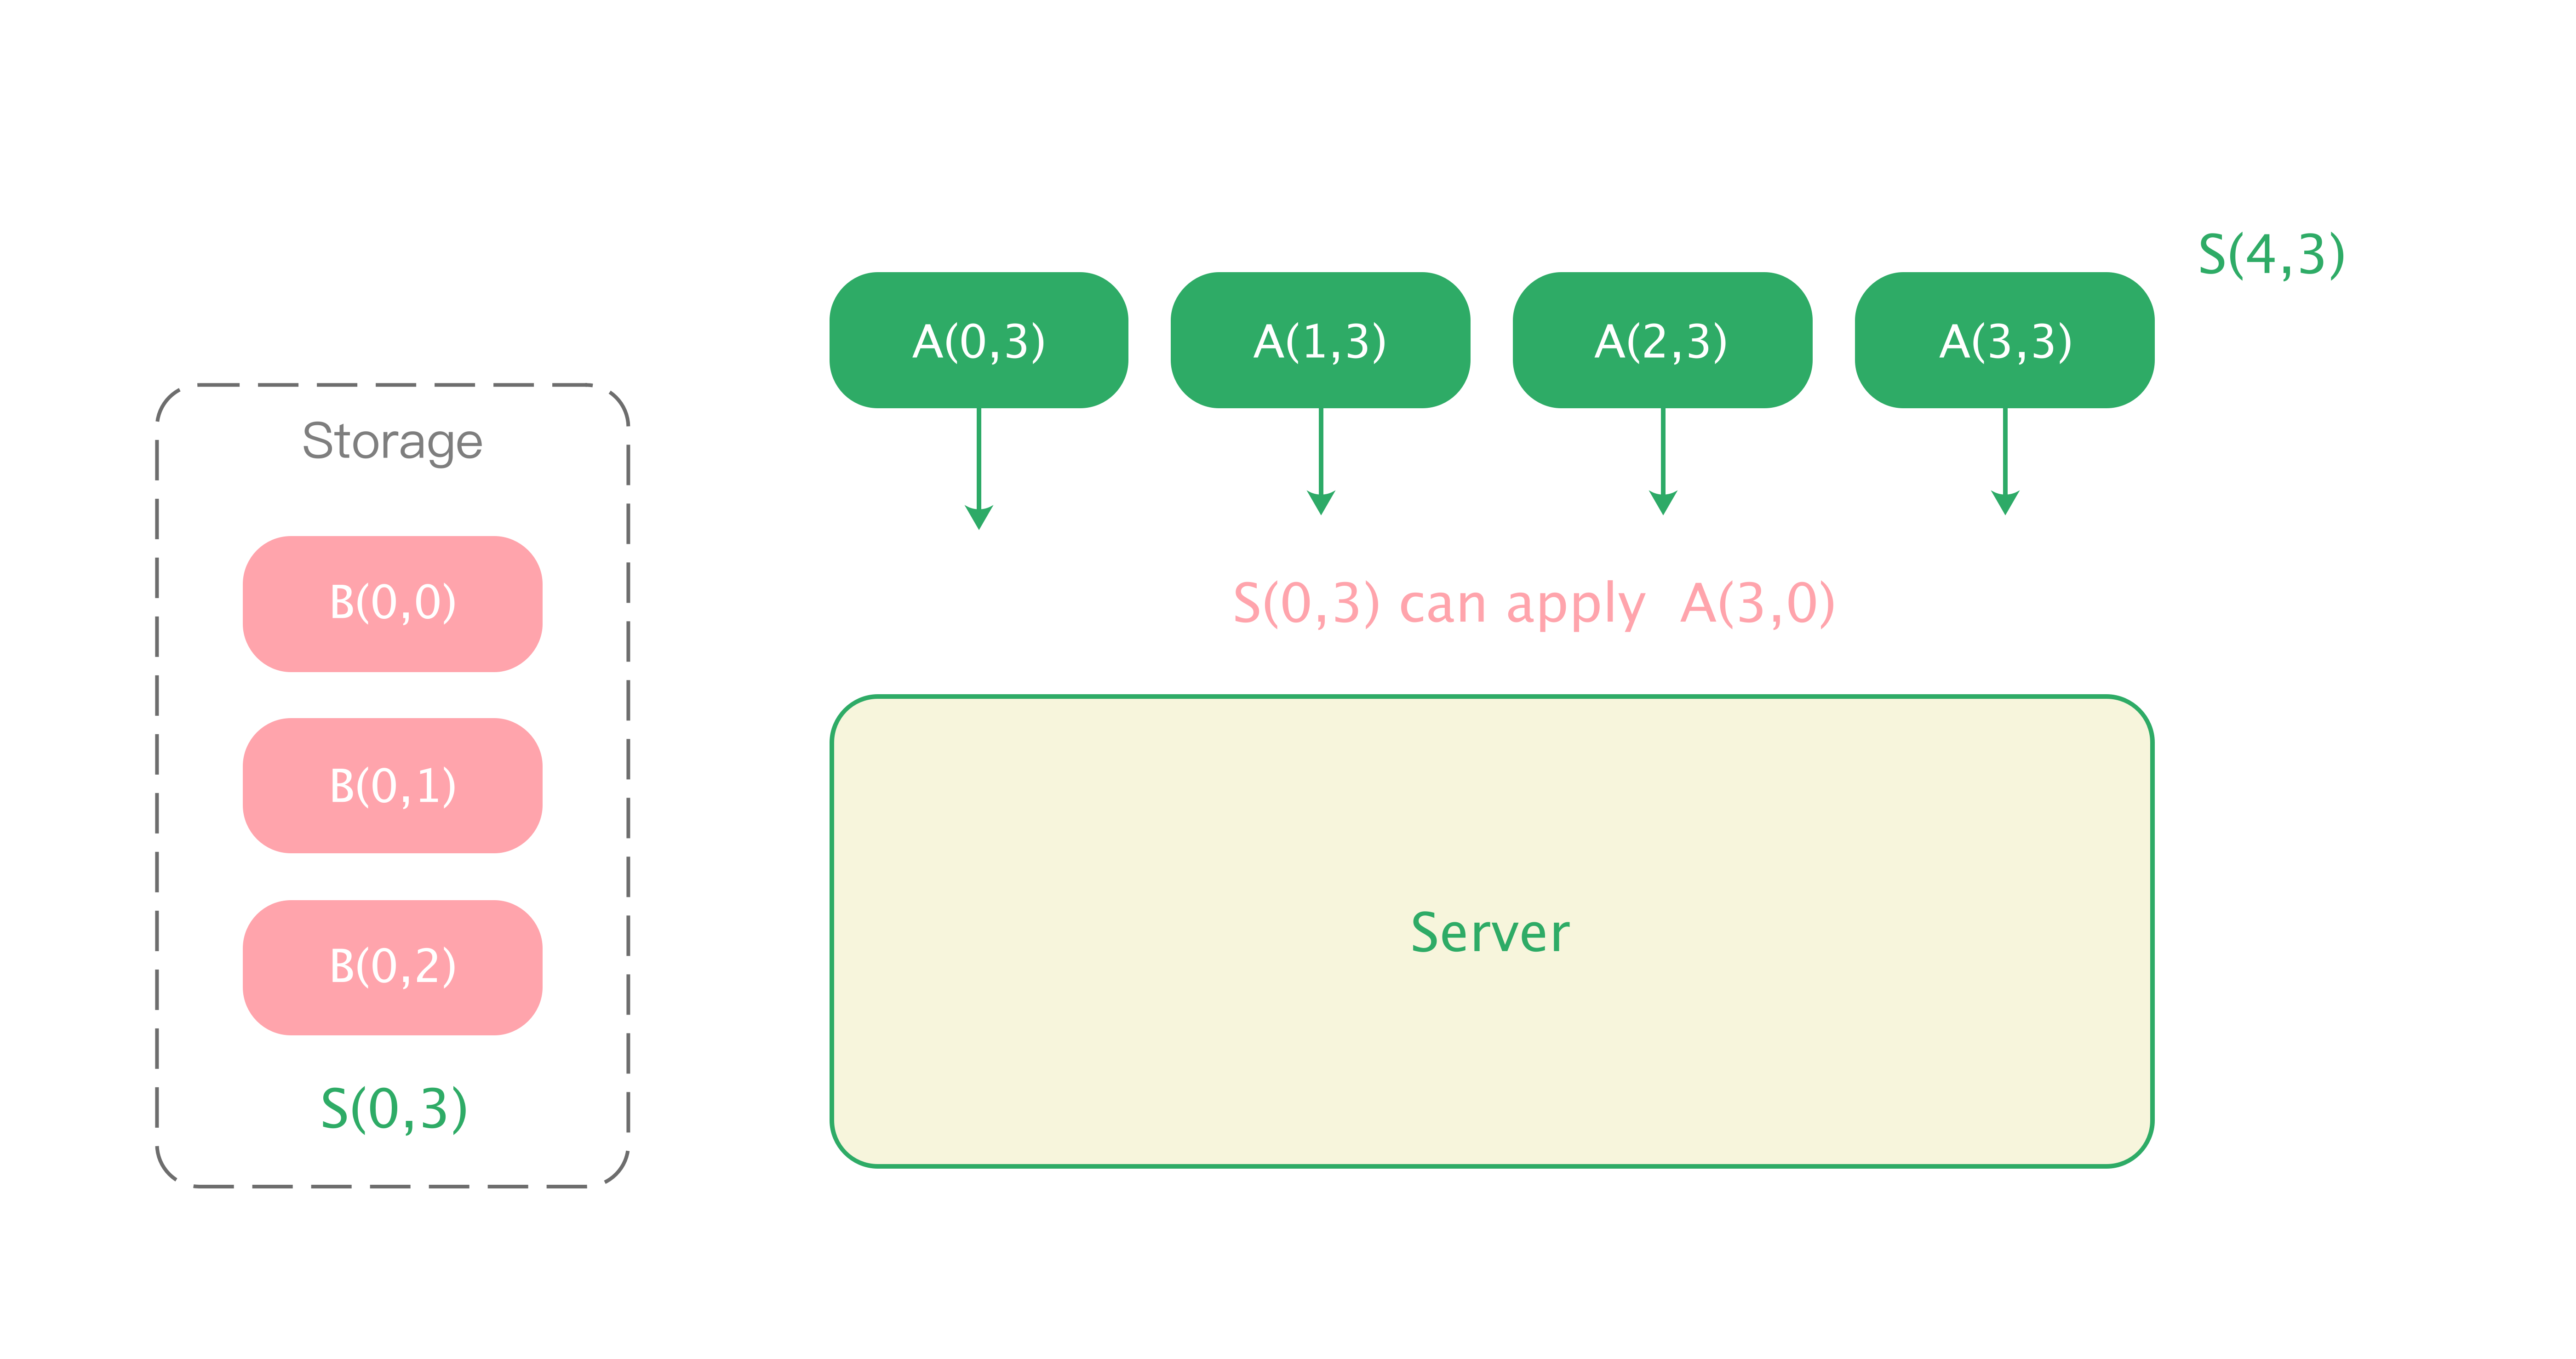 S(4,3)
A(0,3)
A(1,3)
A(2,3)
A(3,3)
Storage
B(0,0)
B(0,1)
B(0,2)
S(0,3)
S(0,3) can apply A(3,0)
Server